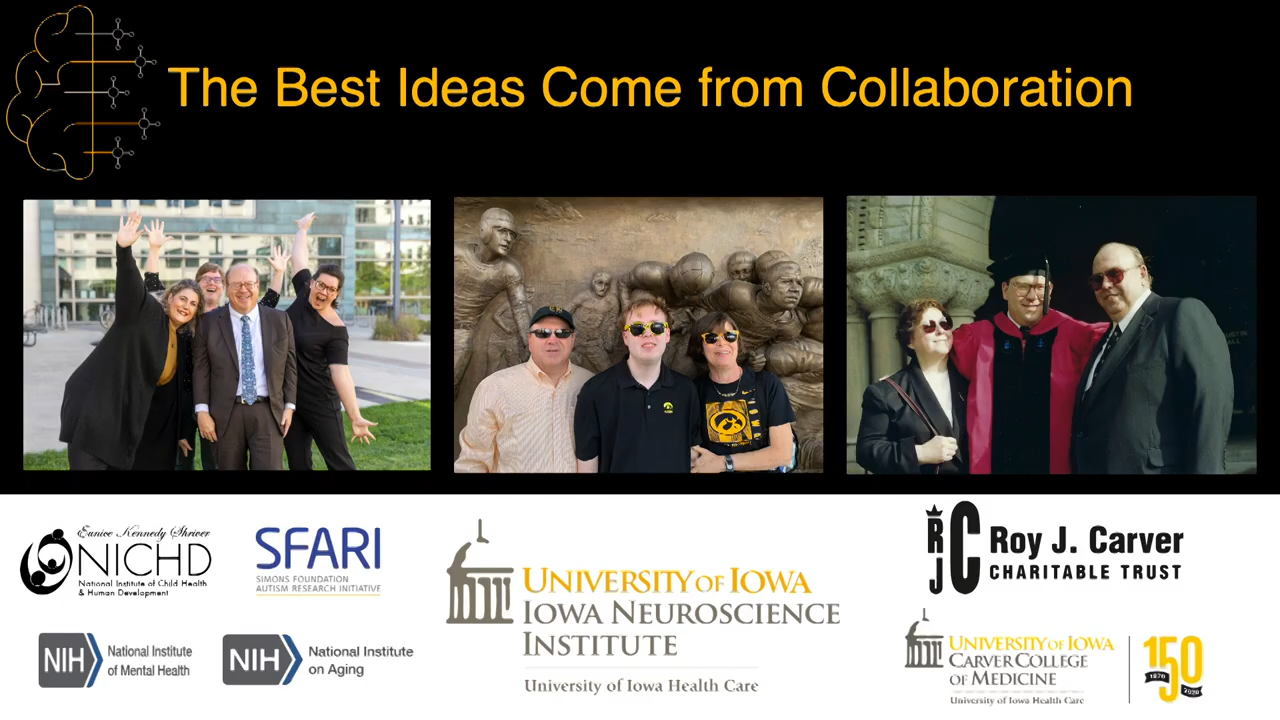 The Best Ideas Come from Collaboration
Eunice Kennedy Shriver
NICHD
National Institute of Child Health
& Human Development
SFARI
SIMONS FOUNDATION
AUTISM RESEARCH INITIATIVE
NIH
National Institute
of Mental Health
NIH
National Institute
on Aging
UNIVERSITY OF IOWA
IOWA NEUROSCIENCE
INSTITUTE
University of Iowa Health Care
RJC
Roy J. Carver
CHARITABLE TRUST
UNIVERSITY OF IOWA
CARVER COLLEGE
OF MEDICINE
University of Iowa Health Care
150
1870
2020